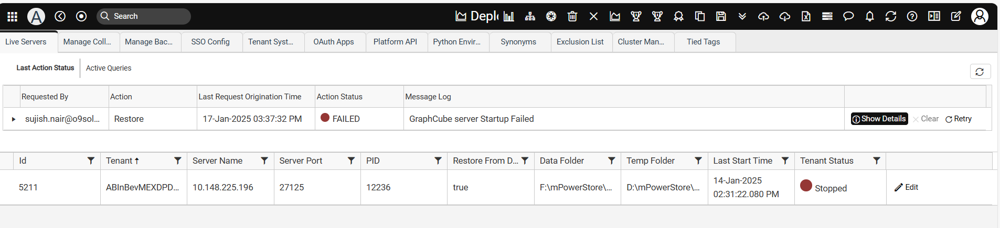 A Search Deplo
Live Servers Manage Coll... Manage Bac... SSO Config Tenant Syst... OAuth Apps Platform API Python Envir... Synonyms Exclusion List Cluster Man... Tied Tags
Last Action Status Active Queries
Requested By Action Last Request Origination Time Action Status Message Log
sujish.nair@o9sol... Restore 17-Jan-2025 03:37:32 PM FAILED GraphCube server Startup Failed Show Details Clear Retry
Id Tenant Server Name Server Port PID Restore From D... Data Folder Temp Folder Last Start Time Tenant Status
5211 ABInBevMEXDPD... 10.148.225.196 27125 12236 true F:\mPowerStore\... D:\mPowerStore\... 14-Jan-2025 02:31:22.080 PM Stopped Edit